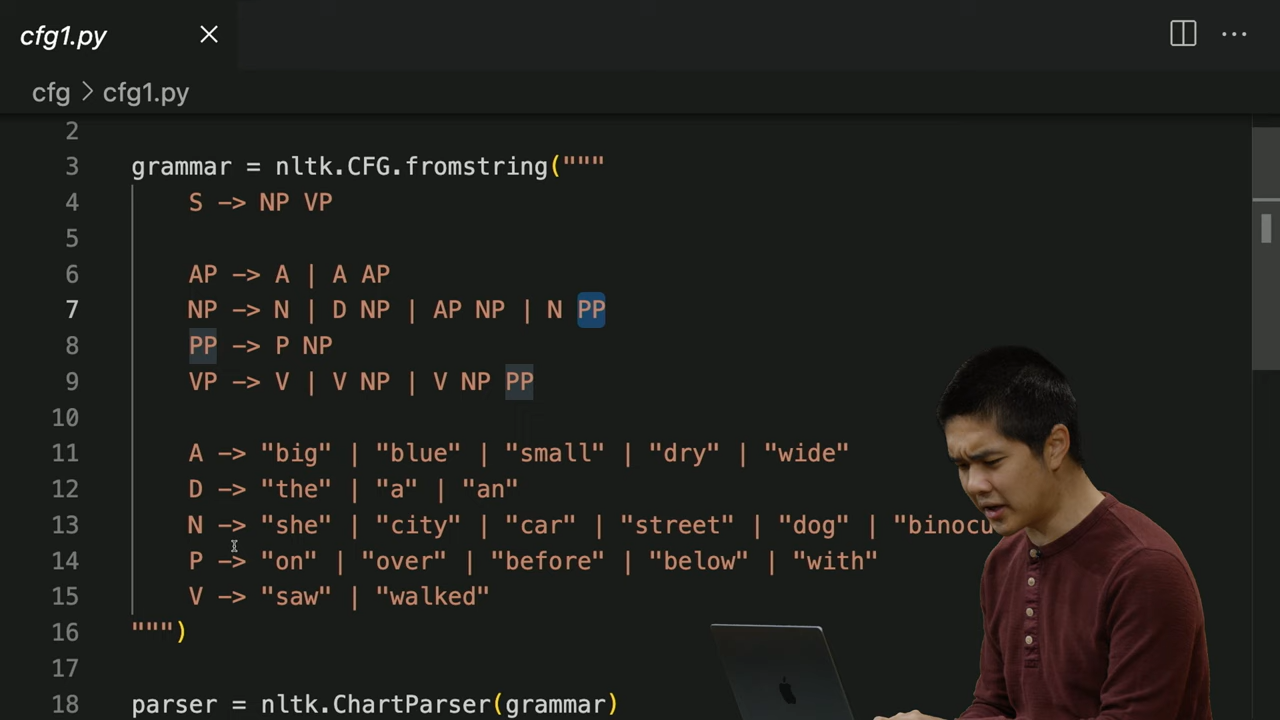 cfg1.py
cfg > cfg1.py
2
3 grammar = nltk.CFG.fromstring("""
4 S -> NP VP
5
6 AP -> A | A AP
7 NP -> N | D NP | AP NP | N PP
8 PP -> P NP
9 VP -> V | V NP | V NP PP
10
11 A -> "big" | "blue" | "small" | "dry" | "wide"
12 D -> "the" | "a" | "an"
13 N -> "she" | "city" | "car" | "street" | "dog" |
14 P -> "on" | "over" | "before" | "below" | "with"
15 V -> "saw" | "walked"
16 """)
17
18 parser = nltk.ChartParser(grammar)